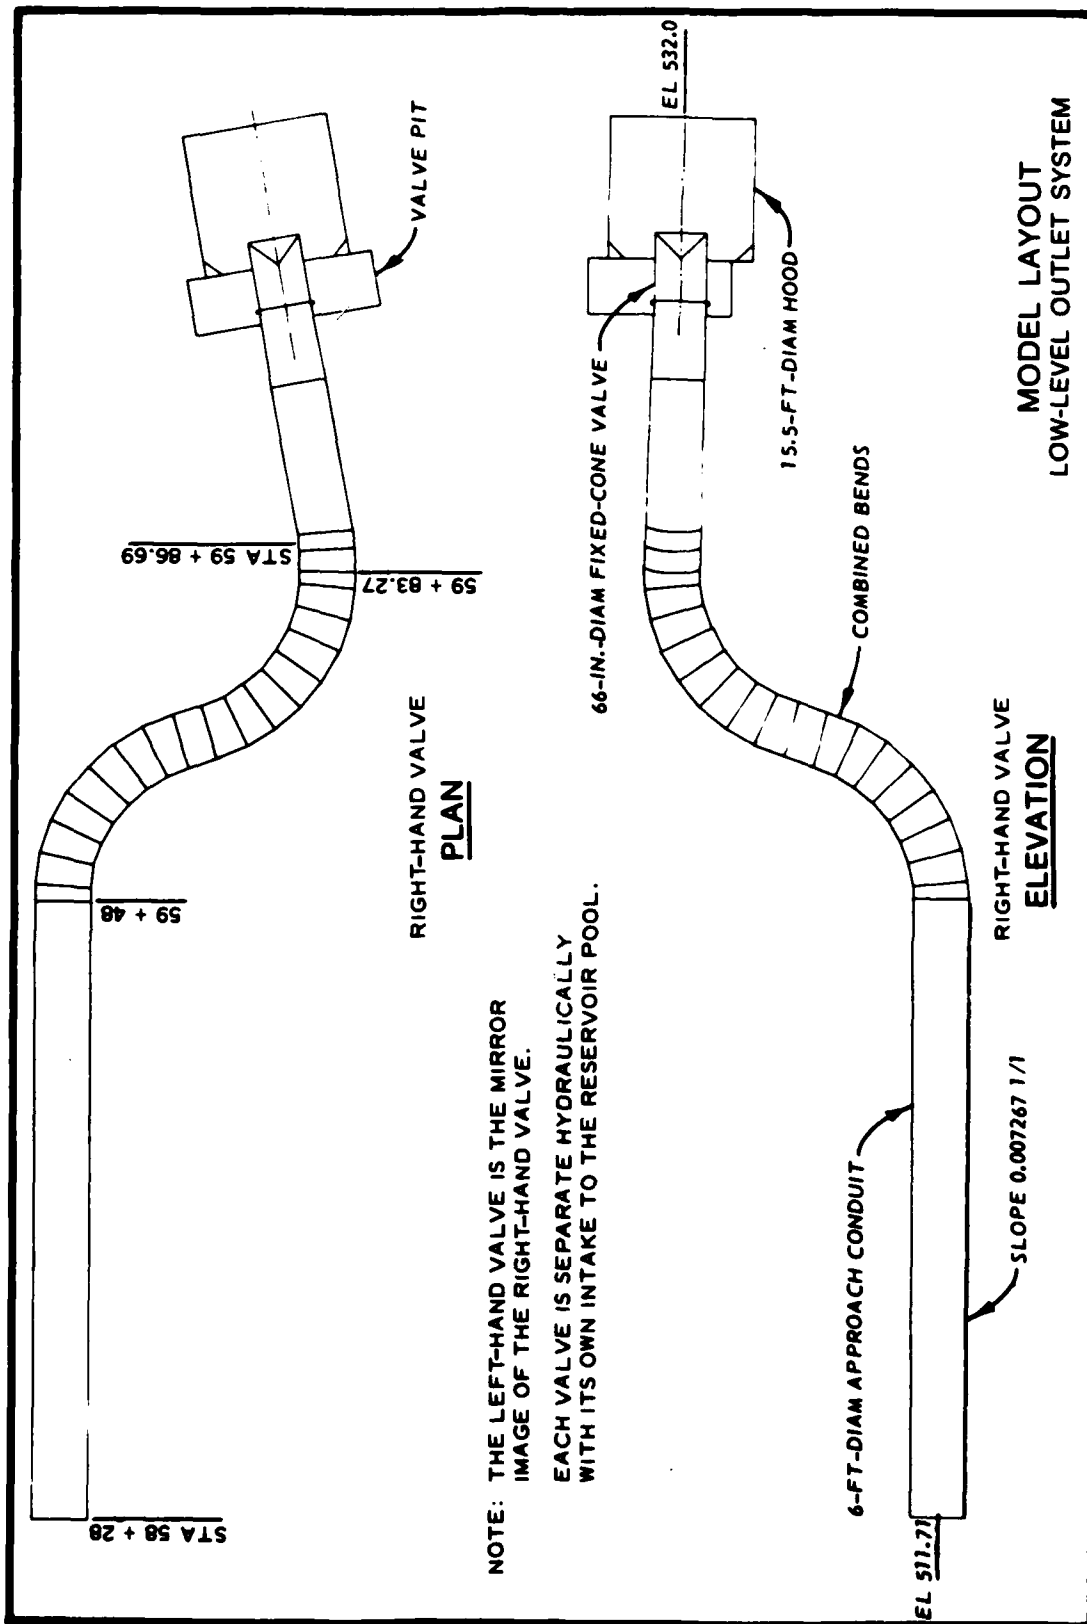 STA 58 + 28
59 + 48
59 + 83.27
STA 59 + 86.69
VALVE PIT
RIGHT-HAND VALVE
PLAN
NOTE: THE LEFT-HAND VALVE IS THE MIRROR
IMAGE OF THE RIGHT-HAND VALVE.
EACH VALVE IS SEPARATE HYDRAULICALLY
WITH ITS OWN INTAKE TO THE RESERVOIR POOL.
66-IN.-DIAM FIXED-CONE VALVE
EL 532.0
15.5-FT-DIAM HOOD
COMBINED BENDS
6-FT-DIAM APPROACH CONDUIT
EL 511.71
SLOPE 0.007267 1/1
RIGHT-HAND VALVE
ELEVATION
MODEL LAYOUT
LOW-LEVEL OUTLET SYSTEM